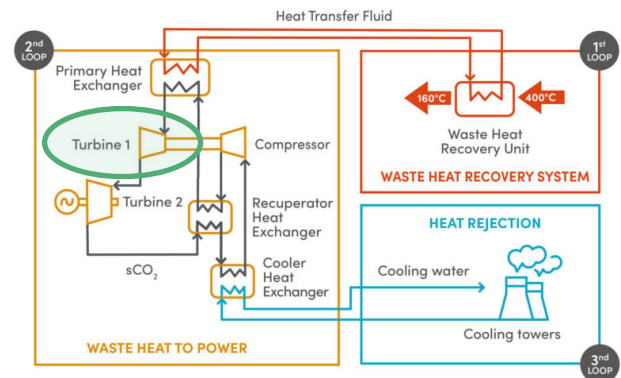 Heat Transfer Fluid
2nd
LOOP
1st
LOOP
Primary Heat
Exchanger
160°C
400°C
Waste Heat
Recovery Unit
WASTE HEAT RECOVERY SYSTEM
Turbine 1
Compressor
Turbine 2
Recuperator
Heat
Exchanger
sCO₂
Cooler
Heat
Exchanger
WASTE HEAT TO POWER
HEAT REJECTION
Cooling water
Cooling towers
3nd
LOOP